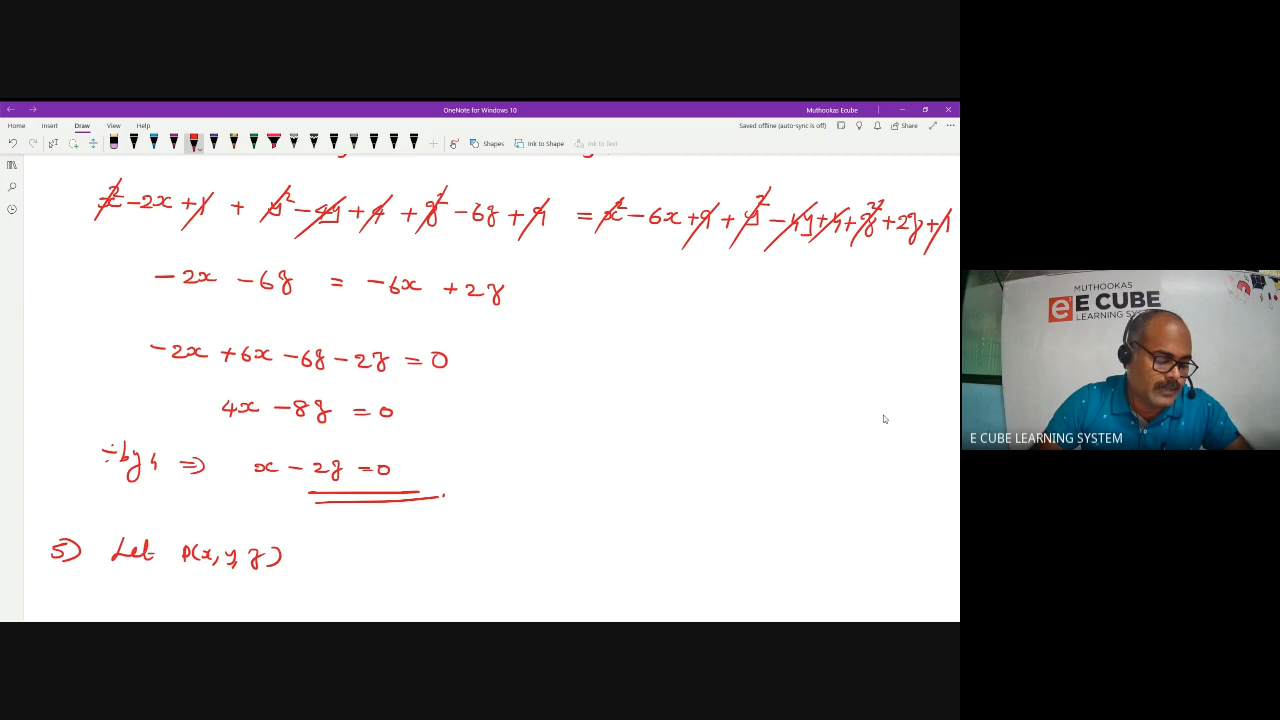 OneNote for Windows 10
Muthookas Ecube
Home Insert Draw View Help
Saved offline (auto-sync is off) Share
Shapes Ink to Shape Ink to Text
x² - 2x + 1 + y² - 4y + 4 + z² - 6z + 9 = x² - 6x + 9 + y² - 4y + 4 + z² + 2z + 1
-2x - 6z = -6x + 2z
-2x + 6x - 6z - 2z = 0
4x - 8z = 0
÷by 4 ⇒ x - 2z = 0
5) Let P(x, y, z)
MUTHOOKAS
e E CUBE
LEARNING SYSTEM
E CUBE LEARNING SYSTEM